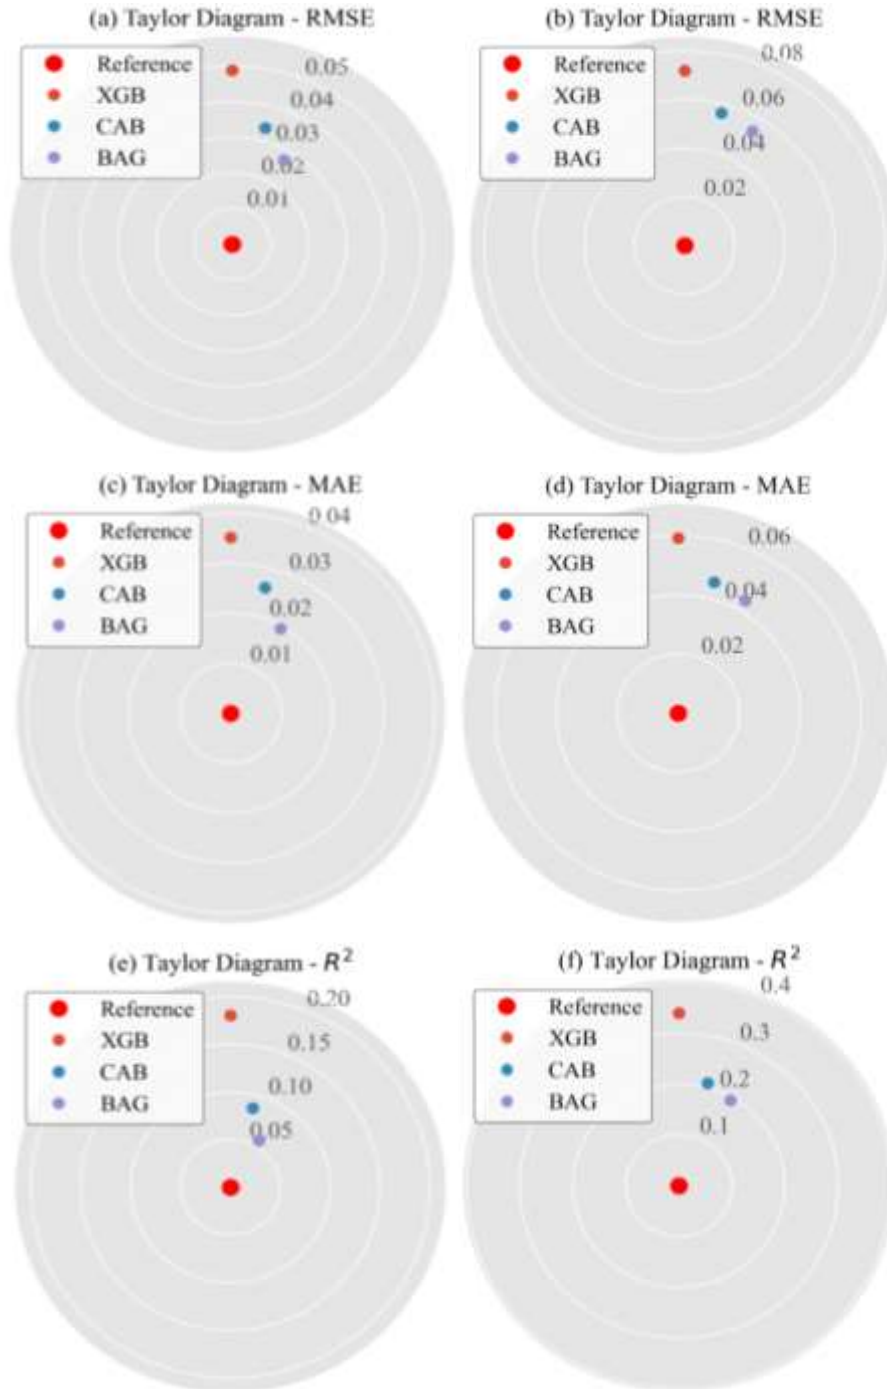 (a) Taylor Diagram - RMSE
Reference
XGB
CAB
BAG
0.05
0.04
0.03
0.02
0.01
(b) Taylor Diagram - RMSE
Reference
XGB
CAB
BAG
0.08
0.06
0.04
0.02
(c) Taylor Diagram - MAE
Reference
XGB
CAB
BAG
0.04
0.03
0.02
0.01
(d) Taylor Diagram - MAE
Reference
XGB
CAB
BAG
0.06
0.04
0.02
(e) Taylor Diagram - R²
Reference
XGB
CAB
BAG
0.20
0.15
0.10
0.05
(f) Taylor Diagram - R²
Reference
XGB
CAB
BAG
0.4
0.3
0.2
0.1